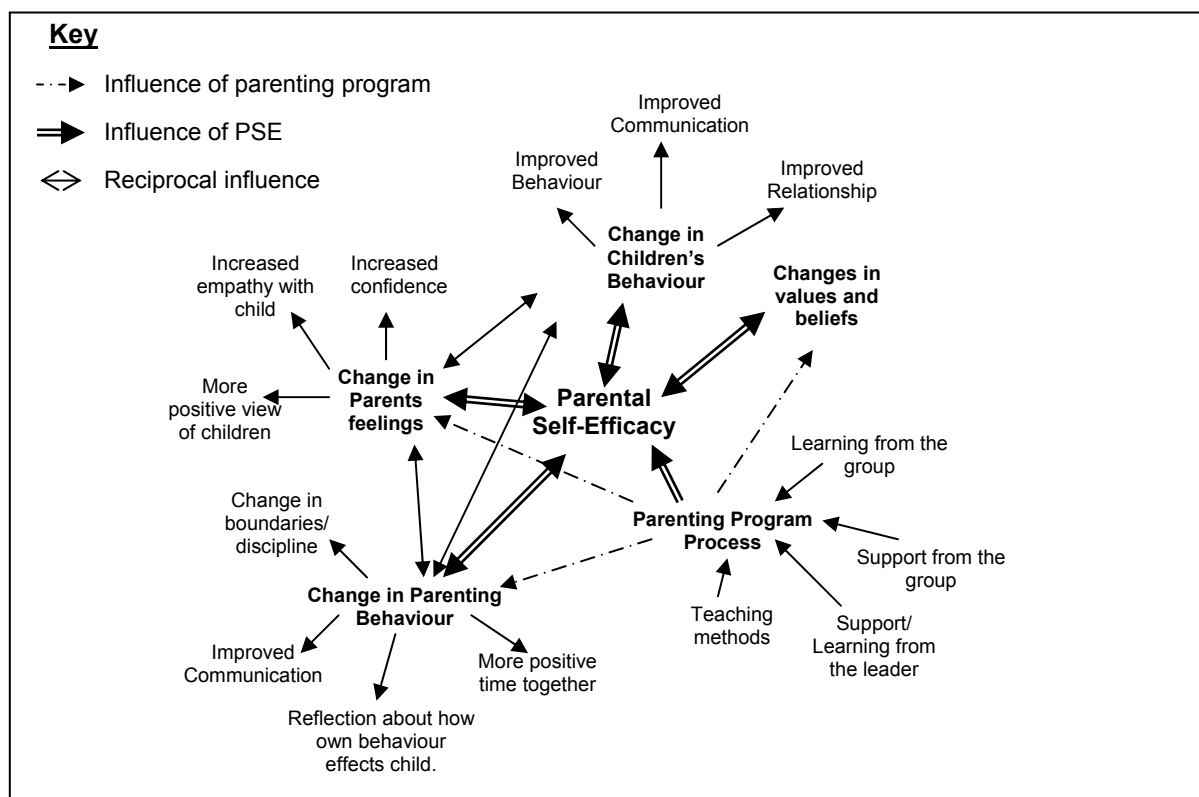 Key
Influence of parenting program
Influence of PSE
Reciprocal influence
Improved
Communication
Improved
Behaviour
Improved
Relationship
Change in
Children’s
Behaviour
Changes in
values and
beliefs
Increased
empathy with
child
Increased
confidence
More
positive view
of children
Change in
Parents
feelings
Parental
Self-Efficacy
Learning from the
group
Parenting Program
Process
Support from the
group
Teaching
methods
Support/
Learning from
the leader
Change in
boundaries/
discipline
Change in Parenting
Behaviour
Improved
Communication
More positive
time together
Reflection about how
own behaviour
effects child.